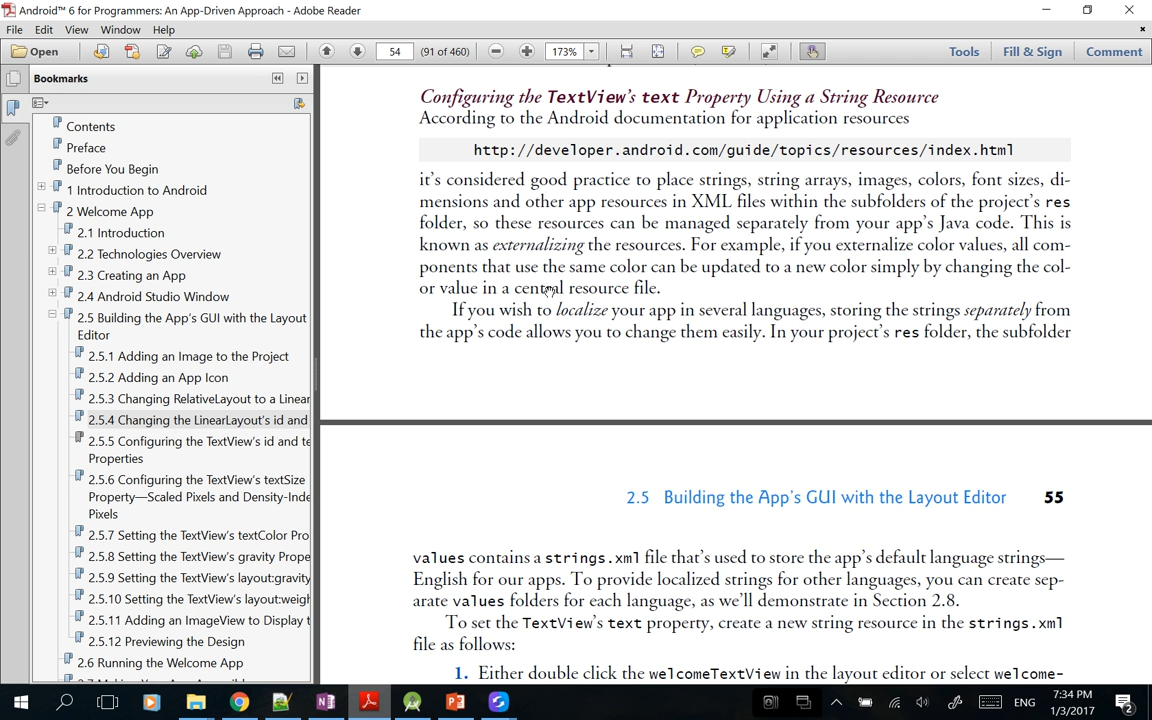 Android™ 6 for Programmers: An App-Driven Approach - Adobe Reader
File Edit View Window Help
Open 54 (91 of 460) 173% Tools Fill & Sign Comment
Bookmarks
Contents
Preface
Before You Begin
1 Introduction to Android
2 Welcome App
2.1 Introduction
2.2 Technologies Overview
2.3 Creating an App
2.4 Android Studio Window
2.5 Building the App's GUI with the Layout
Editor
2.5.1 Adding an Image to the Project
2.5.2 Adding an App Icon
2.5.3 Changing RelativeLayout to a Linear
2.5.4 Changing the LinearLayout's id and
2.5.5 Configuring the TextView's id and te
Properties
2.5.6 Configuring the TextView's textSize
Property—Scaled Pixels and Density-Inde
Pixels
2.5.7 Setting the TextView's textColor Pro
2.5.8 Setting the TextView's gravity Prope
2.5.9 Setting the TextView's layout:gravity
2.5.10 Setting the TextView's layout:weigh
2.5.11 Adding an ImageView to Display t
2.5.12 Previewing the Design
2.6 Running the Welcome App
Configuring the TextView's text Property Using a String Resource
According to the Android documentation for application resources
http://developer.android.com/guide/topics/resources/index.html
it's considered good practice to place strings, string arrays, images, colors, font sizes, di-
mensions and other app resources in XML files within the subfolders of the project's res
folder, so these resources can be managed separately from your app's Java code. This is
known as externalizing the resources. For example, if you externalize color values, all com-
ponents that use the same color can be updated to a new color simply by changing the col-
or value in a central resource file.
If you wish to localize your app in several languages, storing the strings separately from
the app's code allows you to change them easily. In your project's res folder, the subfolder
2.5 Building the App's GUI with the Layout Editor 55
values contains a strings.xml file that's used to store the app's default language strings—
English for our apps. To provide localized strings for other languages, you can create sep-
arate values folders for each language, as we'll demonstrate in Section 2.8.
To set the TextView's text property, create a new string resource in the strings.xml
file as follows:
1. Either double click the welcomeTextView in the layout editor or select welcome-
ENG
7:34 PM
1/3/2017
2